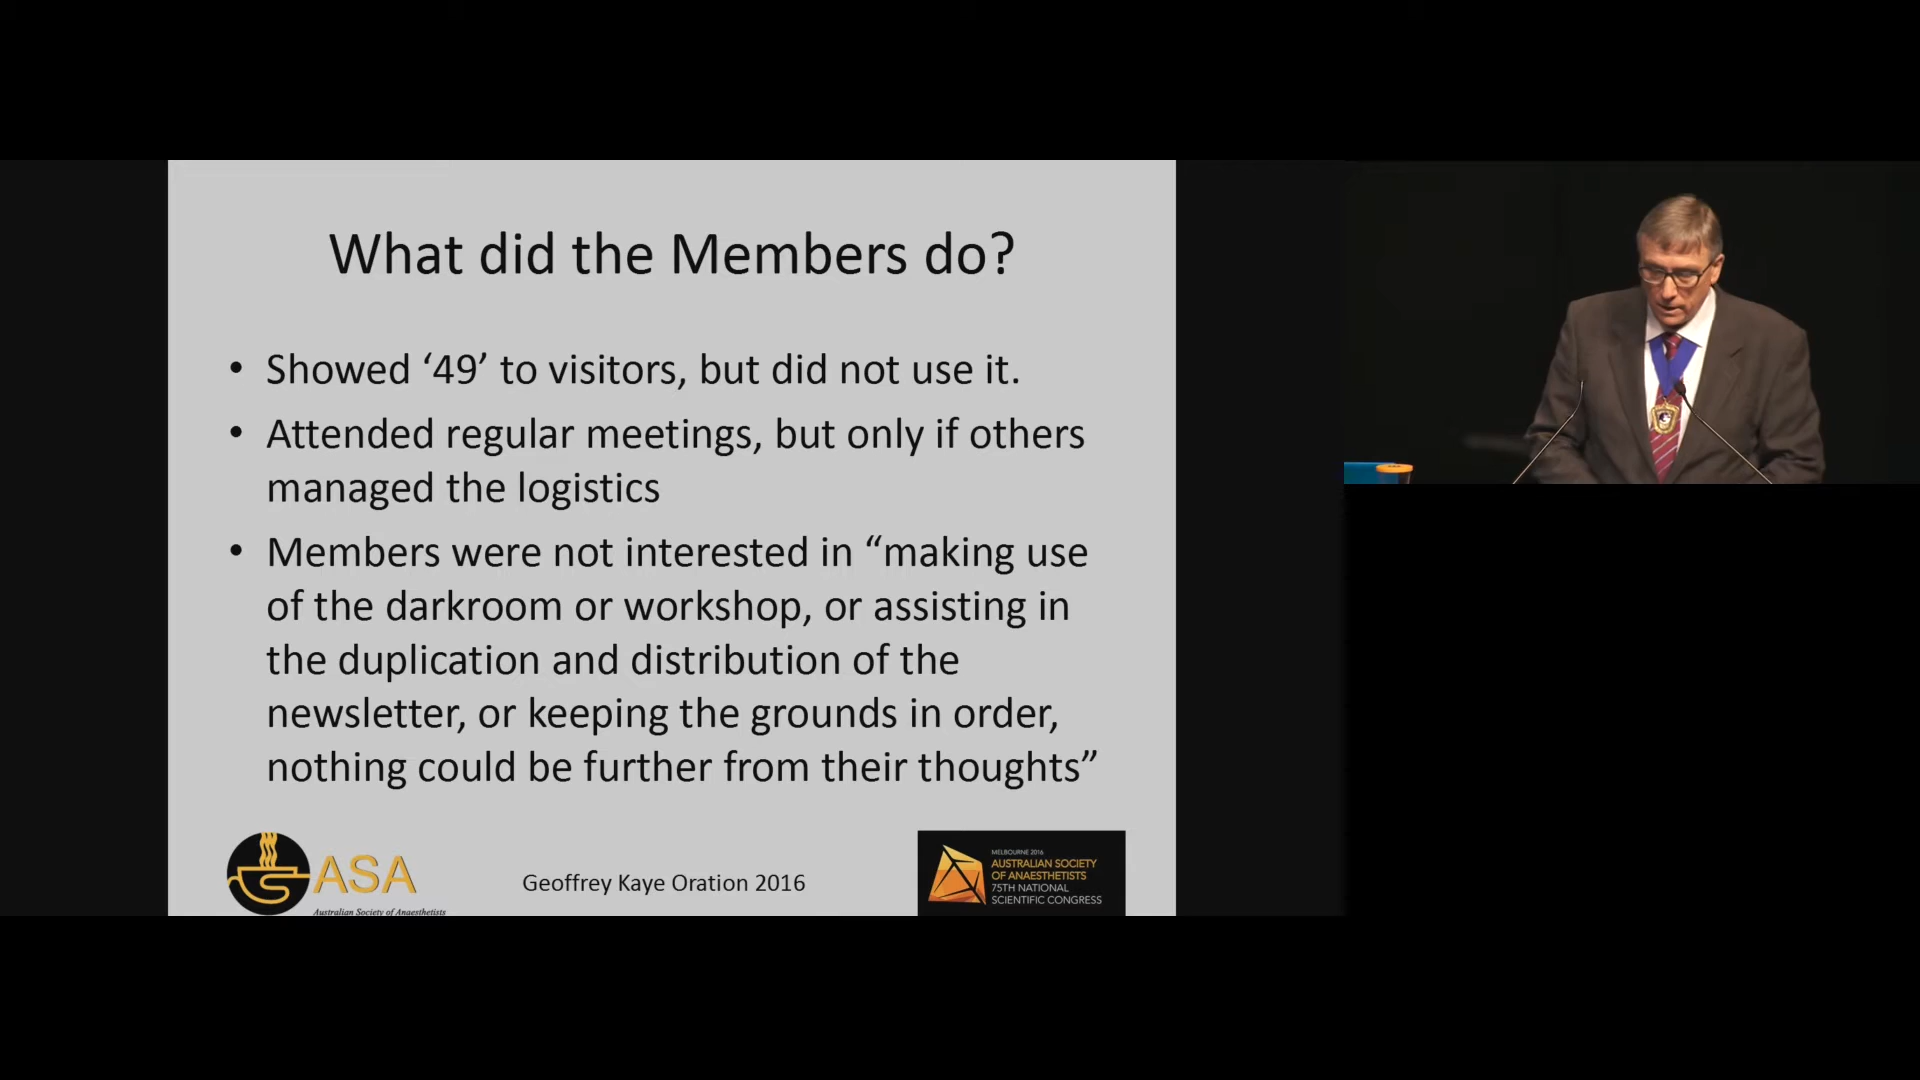 What did the Members do?
• Showed ‘49’ to visitors, but did not use it.
• Attended regular meetings, but only if others
managed the logistics
• Members were not interested in “making use
of the darkroom or workshop, or assisting in
the duplication and distribution of the
newsletter, or keeping the grounds in order,
nothing could be further from their thoughts”
ASA
Australian Society of Anaesthetists
Geoffrey Kaye Oration 2016
MELBOURNE 2016
AUSTRALIAN SOCIETY
OF ANAESTHETISTS
75TH NATIONAL
SCIENTIFIC CONGRESS